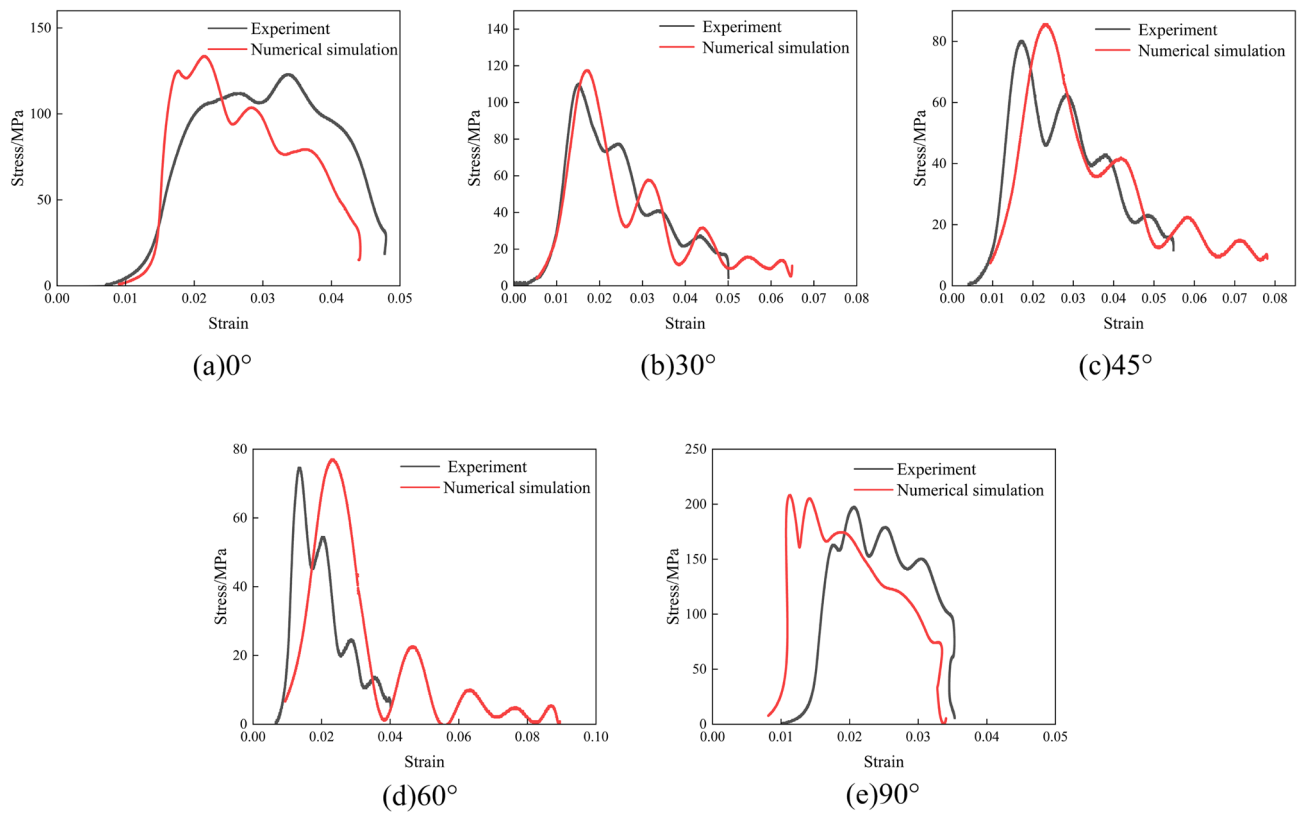 Experiment
Numerical simulation
150
100
50
0
0.00 0.01 0.02 0.03 0.04 0.05
Stress/MPa
Strain
(a)0°
Experiment
Numerical simulation
140
120
100
80
60
40
20
0
0.00 0.01 0.02 0.03 0.04 0.05 0.06 0.07 0.08
Stress/MPa
Strain
(b)30°
Experiment
Numerical simulation
80
60
40
20
0
0.00 0.01 0.02 0.03 0.04 0.05 0.06 0.07 0.08
Stress/MPa
Strain
(c)45°
Experiment
Numerical simulation
80
60
40
20
0
0.00 0.02 0.04 0.06 0.08 0.10
Stress/MPa
Strain
(d)60°
Experiment
Numerical simulation
250
200
150
100
50
0
0.00 0.01 0.02 0.03 0.04 0.05
Stress/MPa
Strain
(e)90°